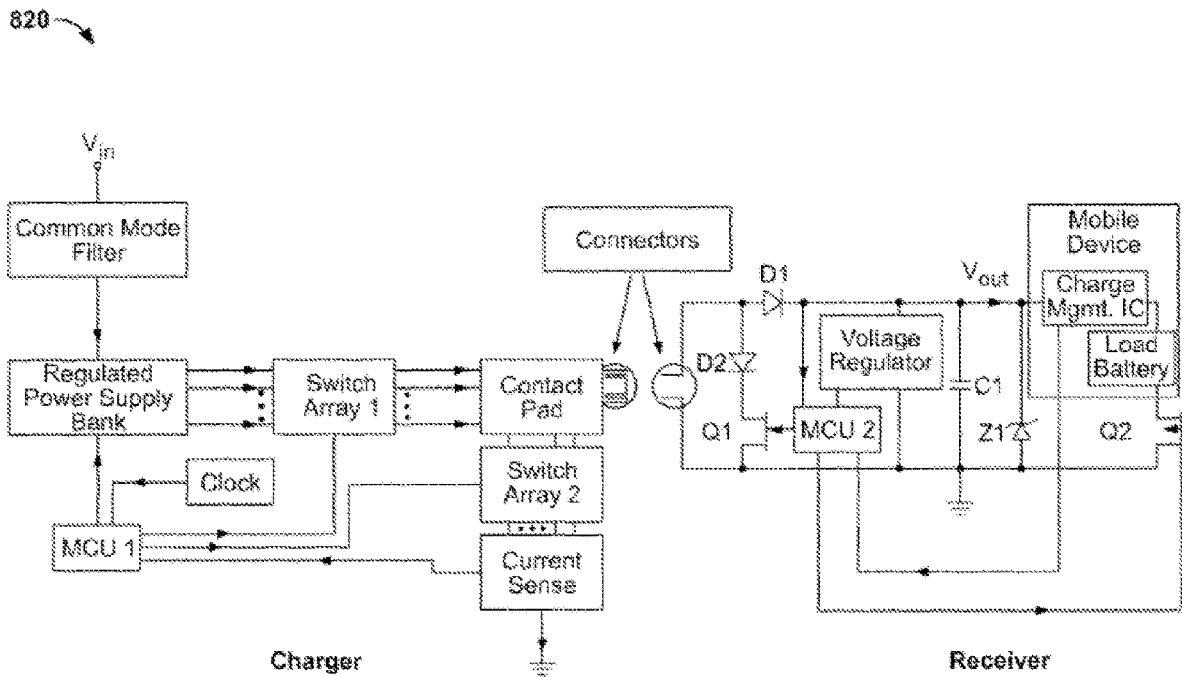 820
Vin
Common Mode
Filter
Connectors
Mobile
Device
D1
Vout
Charge
Mgmt. IC
Regulated
Power Supply
Bank
Switch
Array 1
Contact
Pad
D2
Voltage
Regulator
C1
Load
Battery
Q1
MCU 2
Z1
Q2
Clock
Switch
Array 2
MCU 1
Current
Sense
Charger
Receiver